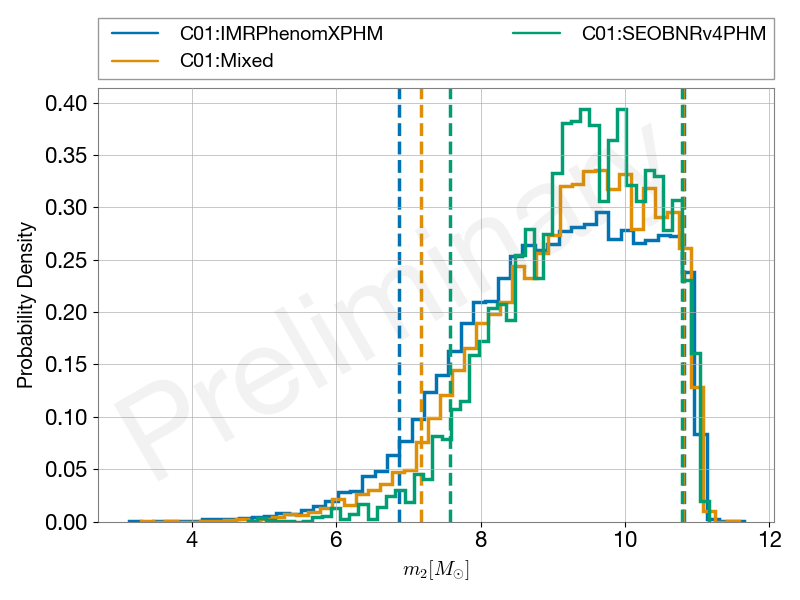 C01:IMRPhenomXPHM
C01:SEOBNRv4PHM
C01:Mixed
0.40
0.35
0.30
0.25
0.20
0.15
0.10
0.05
0.00
Probability Density
Preliminary
4 6 8 10 12
m₂[M☉]